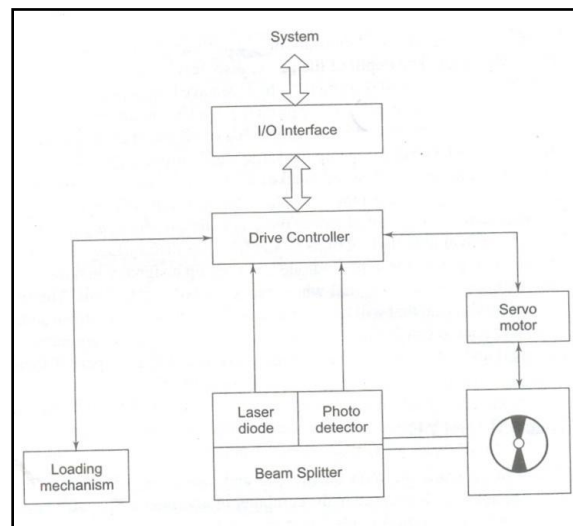 System
I/O Interface
Drive Controller
Servo
motor
Laser
diode
Photo
detector
Beam Splitter
Loading
mechanism